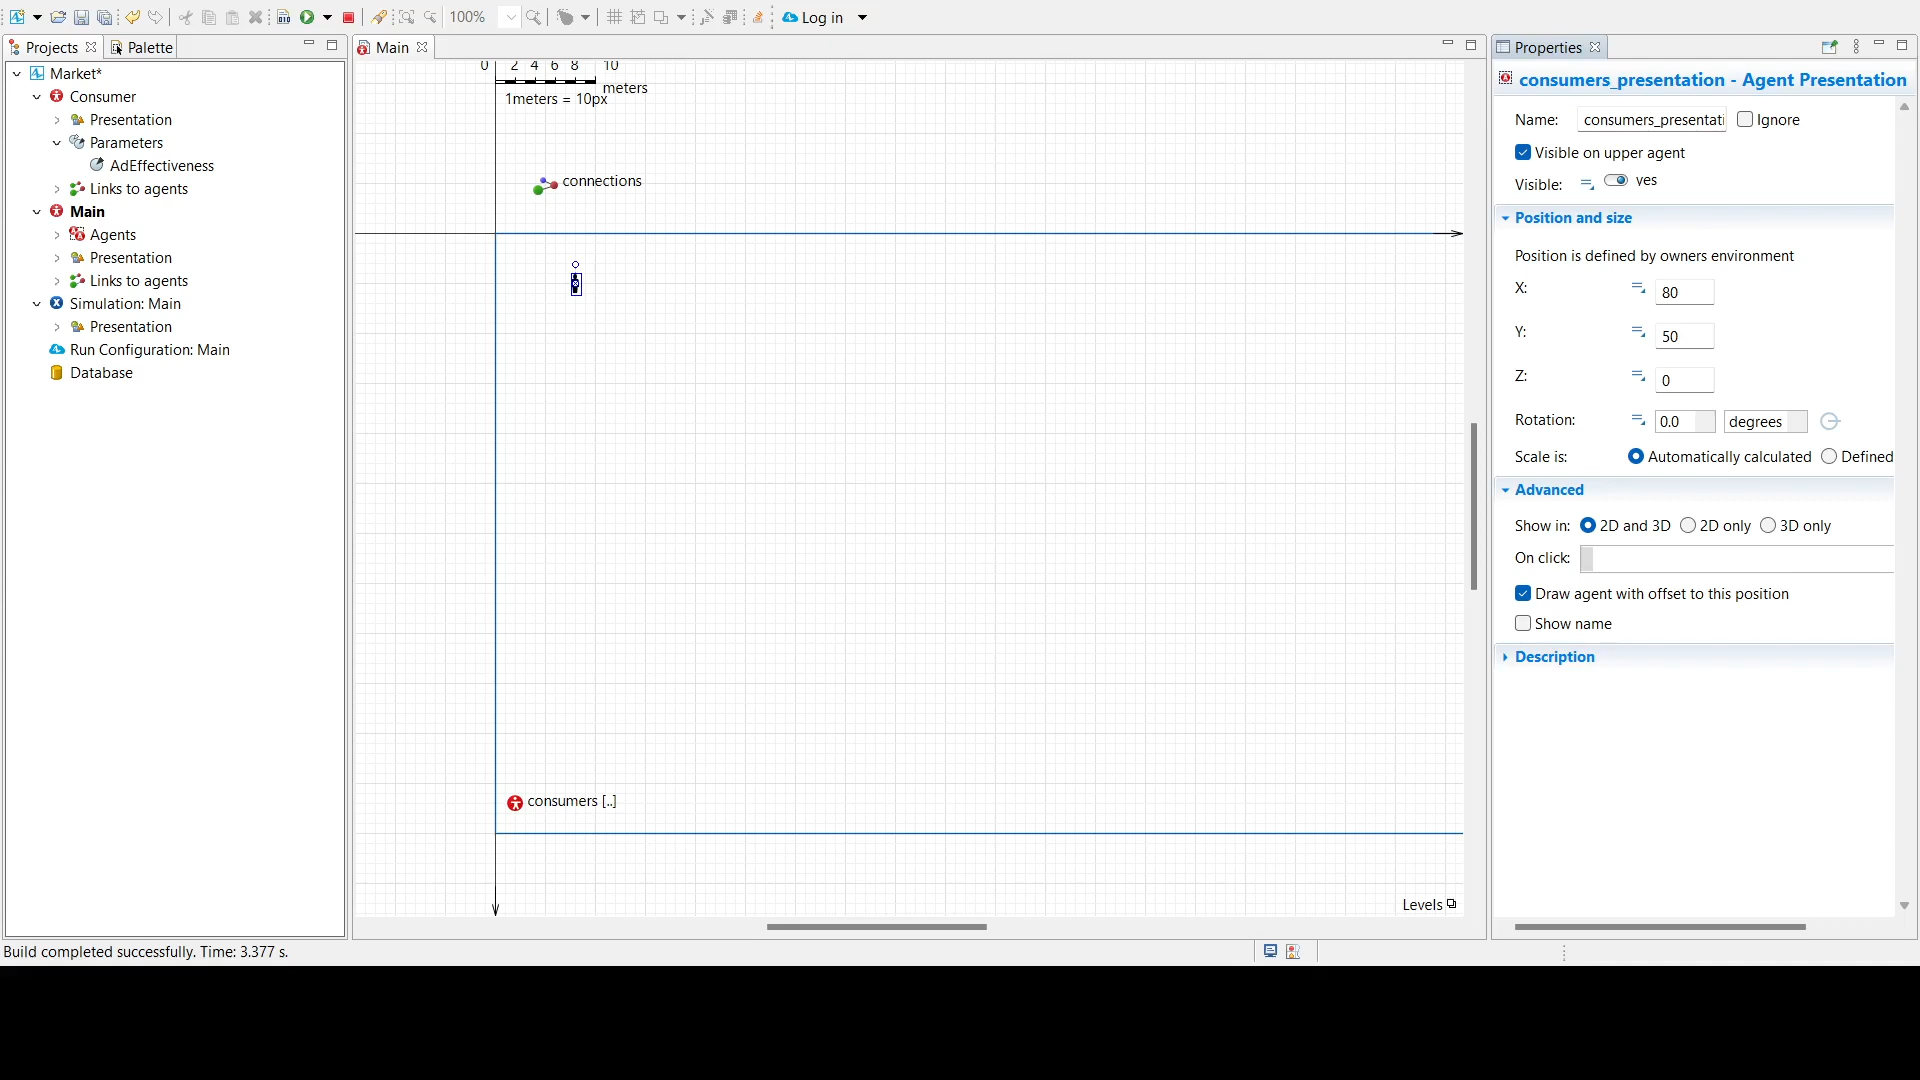 100%
Log in
Projects
Palette
Market*
Consumer
Presentation
Parameters
AdEffectiveness
Links to agents
Main
Agents
Presentation
Links to agents
Simulation: Main
Presentation
Run Configuration: Main
Database
Main
0 2 4 6 8 10
meters
1meters = 10px
connections
consumers [..]
Levels
Properties
consumers_presentation - Agent Presentation
Name: consumers_presentati Ignore
Visible on upper agent
Visible: yes
Position and size
Position is defined by owners environment
X: 80
Y: 50
Z: 0
Rotation: 0.0 degrees
Scale is: Automatically calculated Defined
Advanced
Show in: 2D and 3D 2D only 3D only
On click:
Draw agent with offset to this position
Show name
Description
Build completed successfully. Time: 3.377 s.